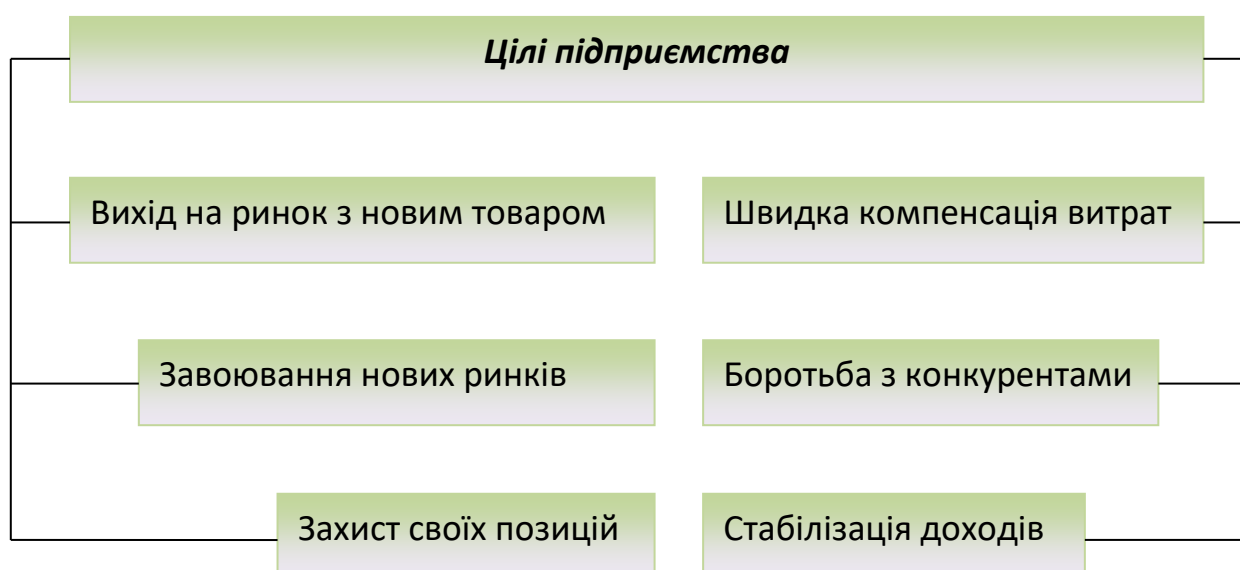 Цілі підприємства
Вихід на ринок з новим товаром
Швидка компенсація витрат
Завоювання нових ринків
Боротьба з конкурентами
Захист своїх позицій
Стабілізація доходів